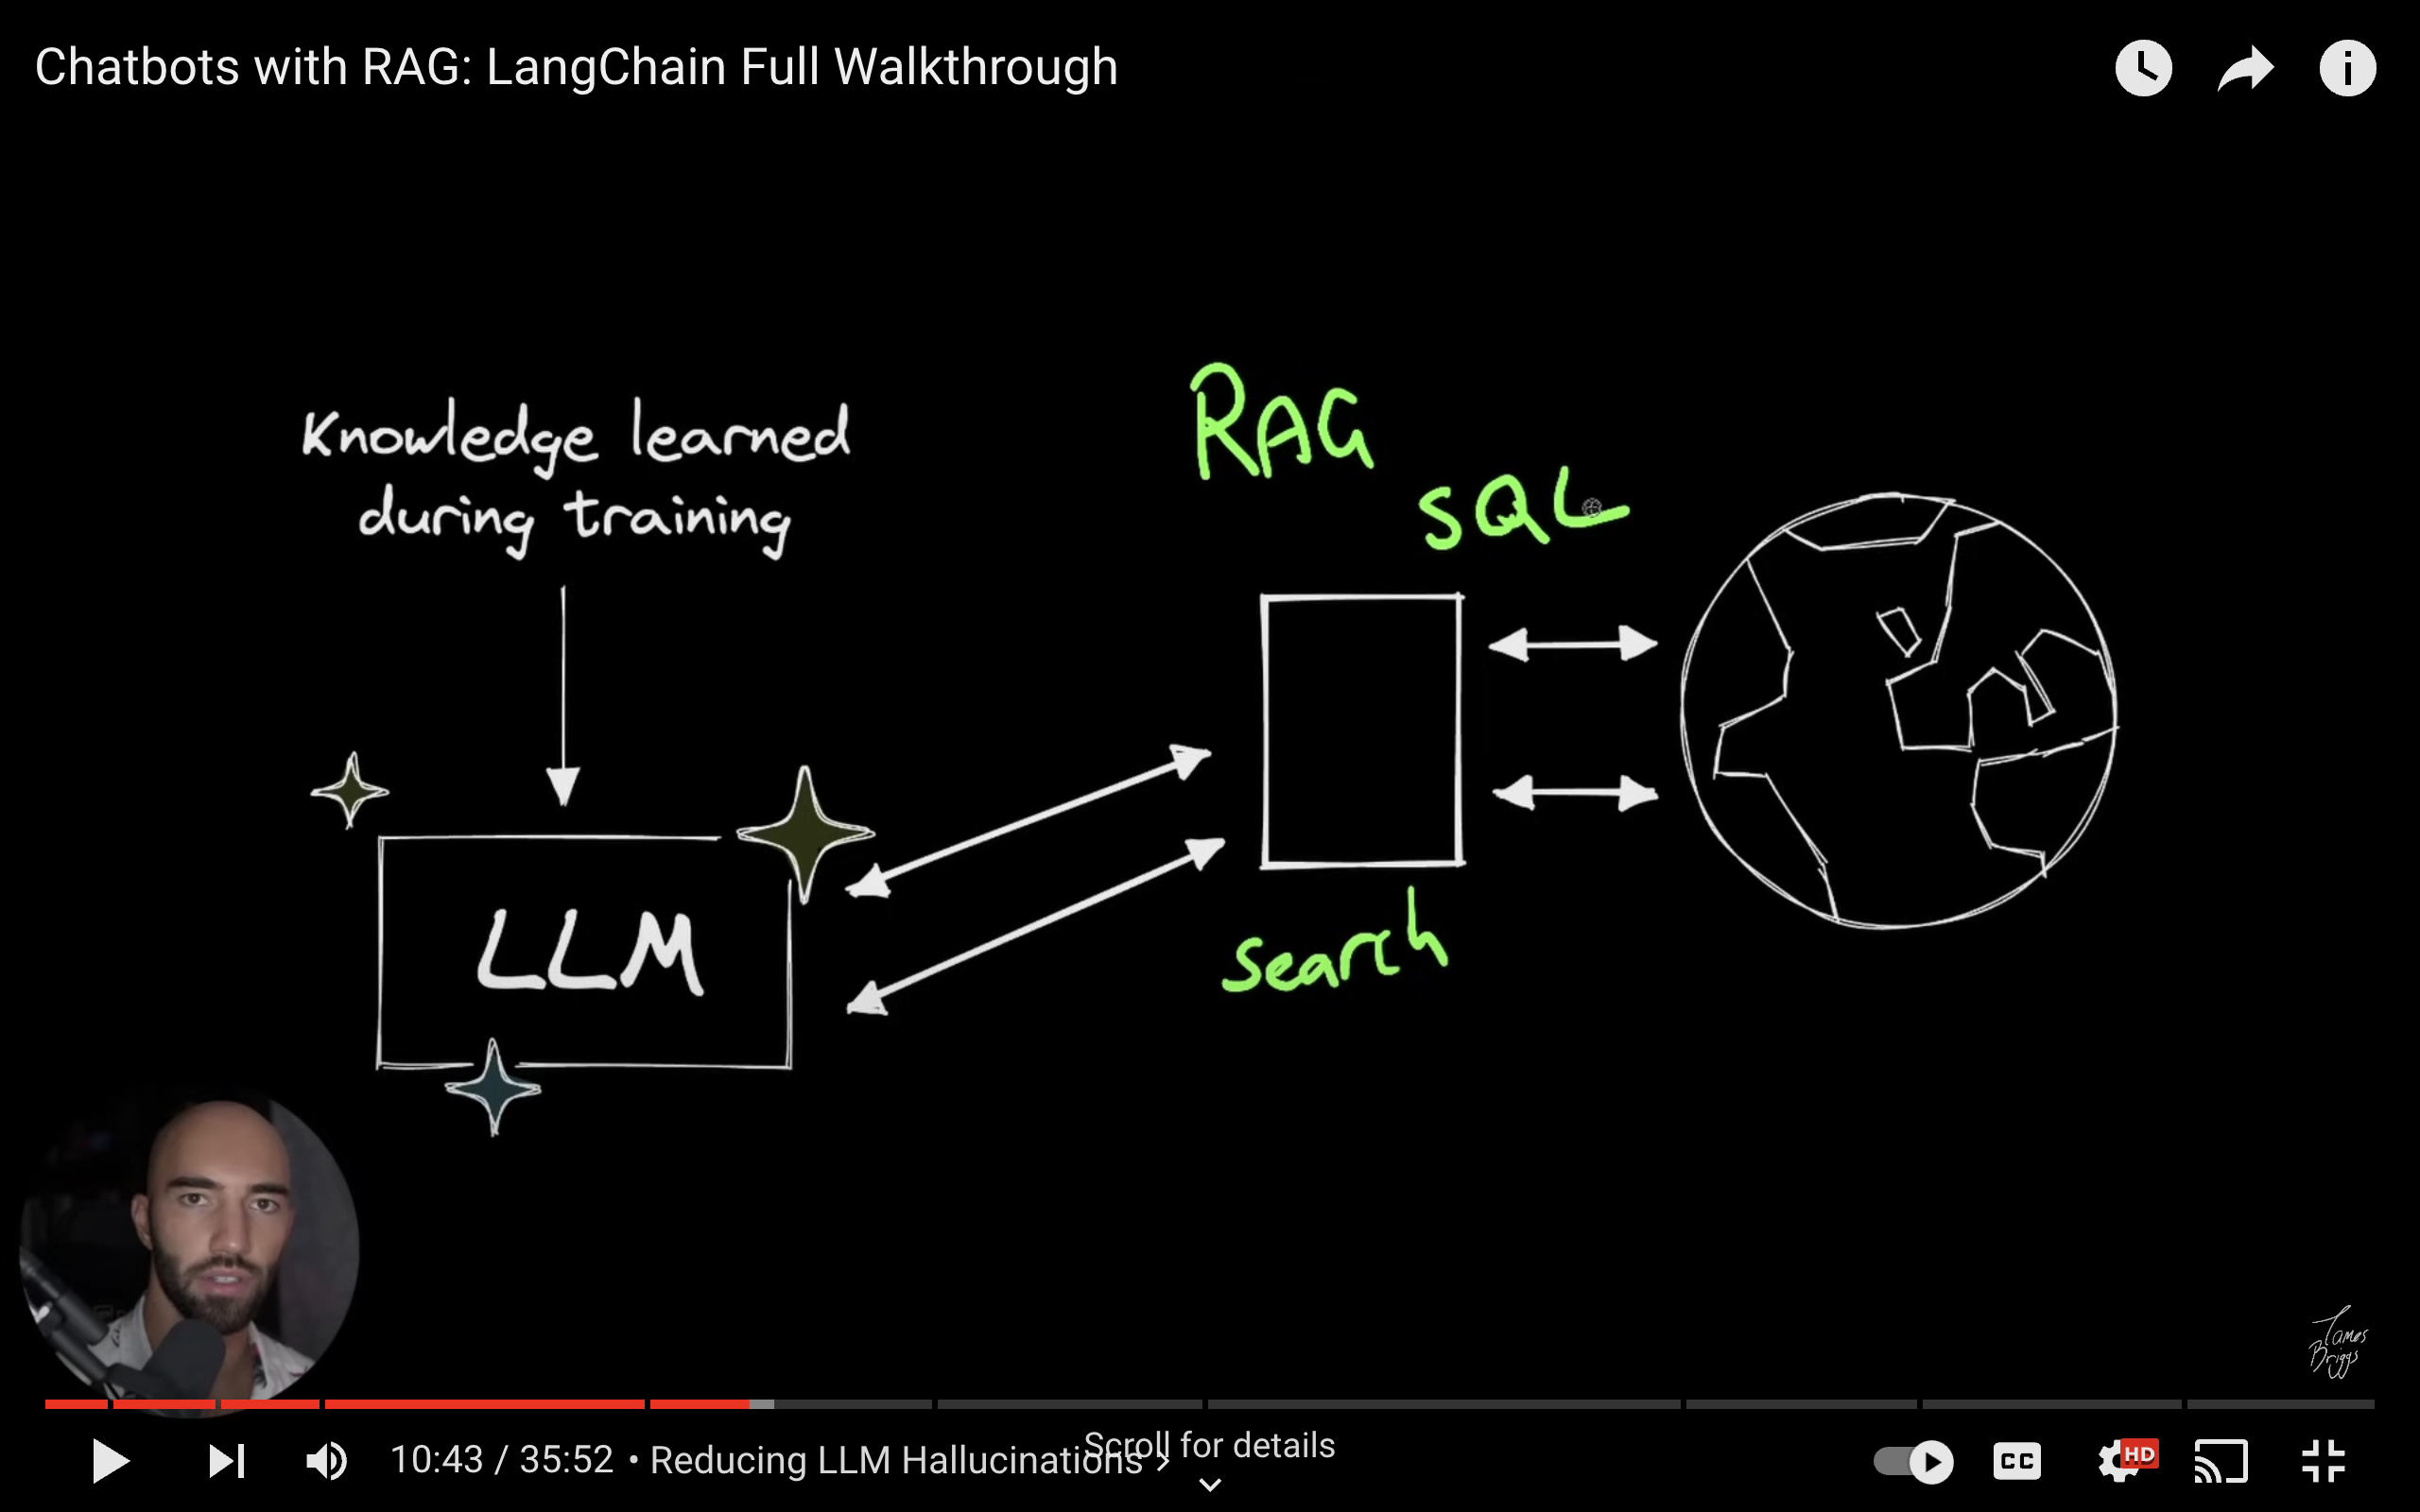 Chatbots with RAG: LangChain Full Walkthrough
Knowledge learned
during training
RAG
SQL
LLM
search
James
Briggs
10:43 / 35:52 • Reducing LLM Hallucinations >
Scroll for details
CC
HD